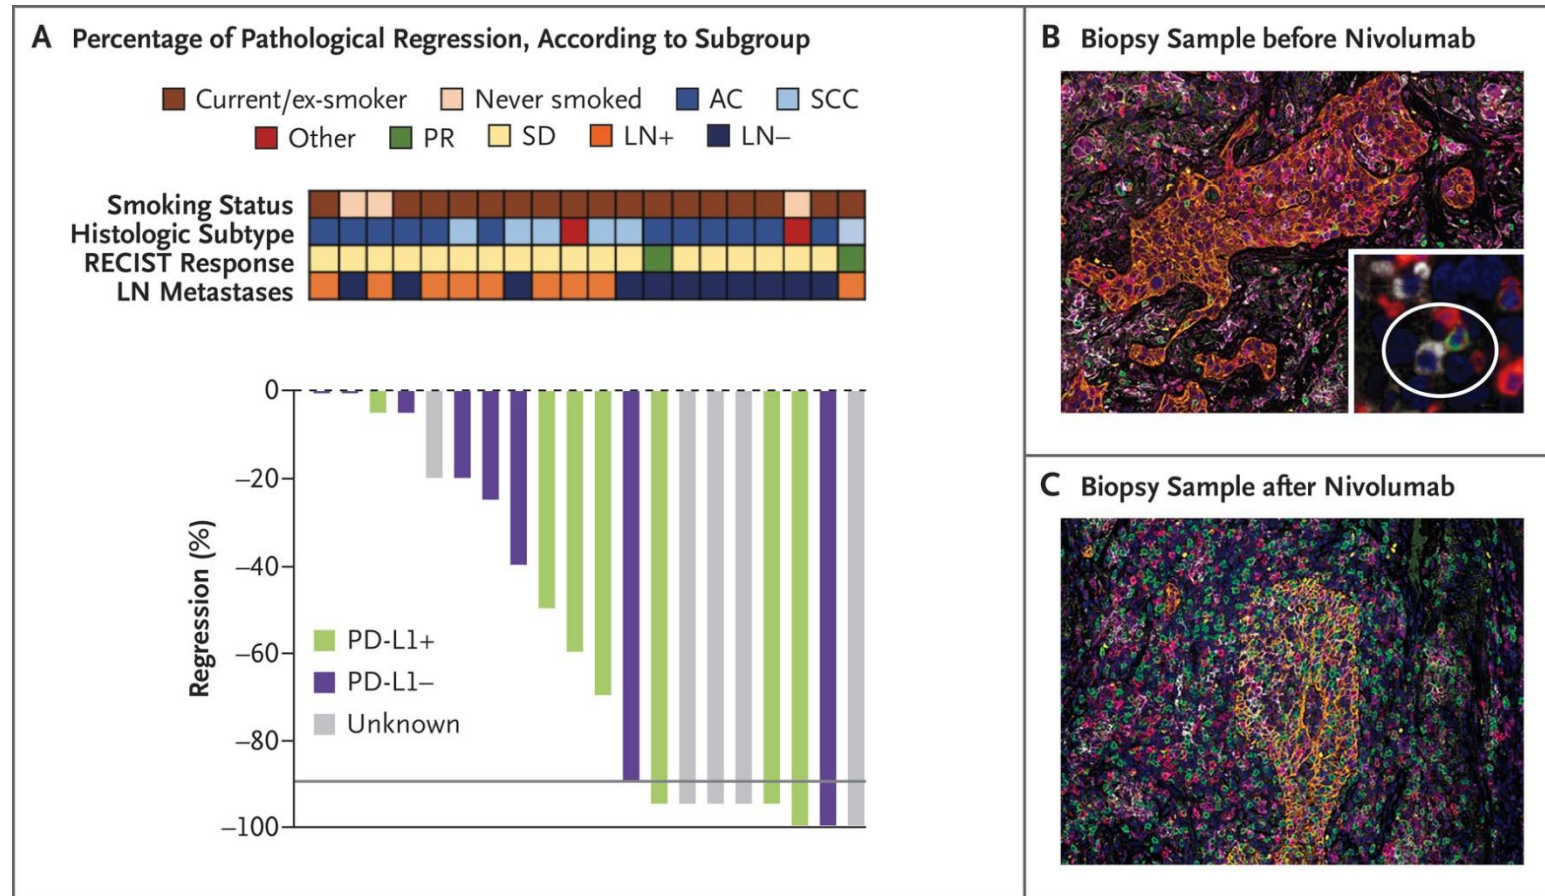 A Percentage of Pathological Regression, According to Subgroup
Current/ex-smoker Never smoked AC SCC
Other PR SD LN+ LN–
Smoking Status
Histologic Subtype
RECIST Response
LN Metastases
0
–20
–40
–60
–80
–100
Regression (%)
PD-L1+
PD-L1–
Unknown
B Biopsy Sample before Nivolumab
C Biopsy Sample after Nivolumab